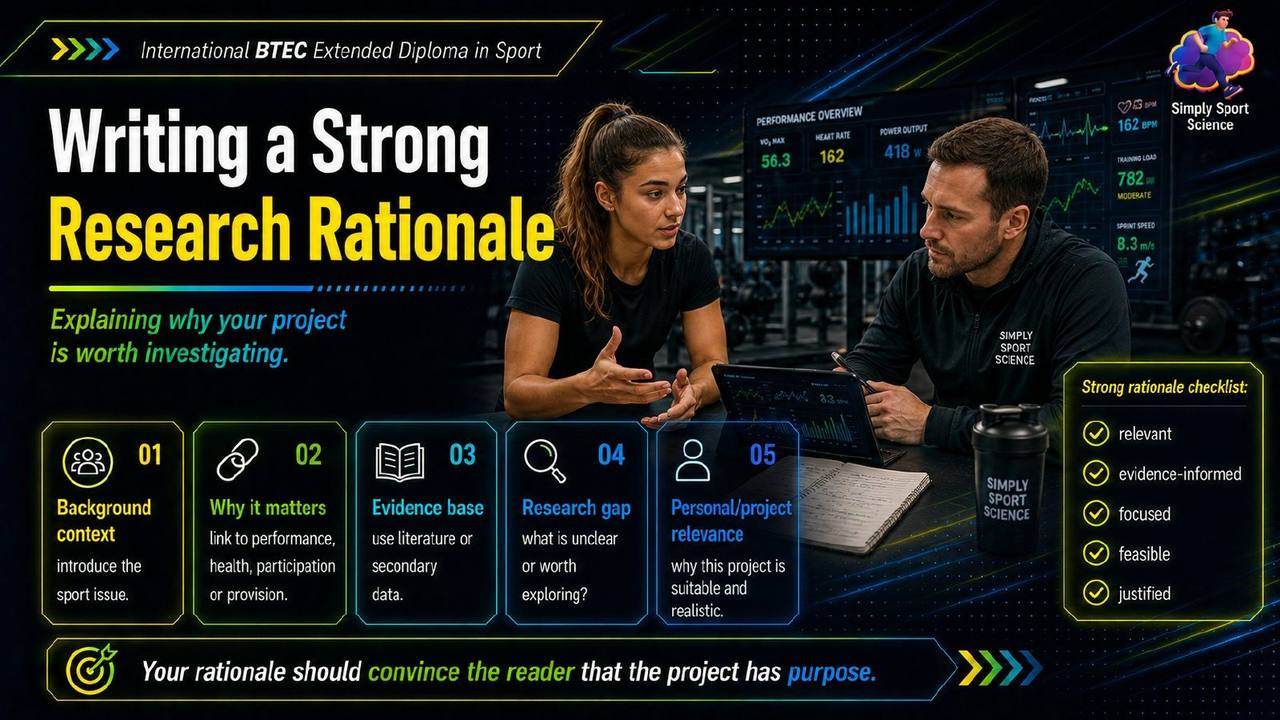 International BTEC Extended Diploma in Sport
Simply Sport
Science
Writing a Strong
Research Rationale
Explaining why your project
is worth investigating.
PERFORMANCE OVERVIEW
VO₂ MAX
56.3
HEART RATE
162
POWER OUTPUT
418 W
BPM
162 BPM
TRAINING LOAD
782
MODERATE
SPRINT SPEED
8.3 m/s
SIMPLY
SPORT
SCIENCE
SIMPLY
SPORT
SCIENCE
01
Background
context
introduce the
sport issue.
02
Why it matters
link to performance,
health, participation
or provision.
03
Evidence base
use literature or
secondary
data.
04
Research gap
what is unclear
or worth
exploring?
05
Personal/project
relevance
why this project is
suitable and
realistic.
Strong rationale checklist:
relevant
evidence-informed
focused
feasible
justified
Your rationale should convince the reader that the project has purpose.